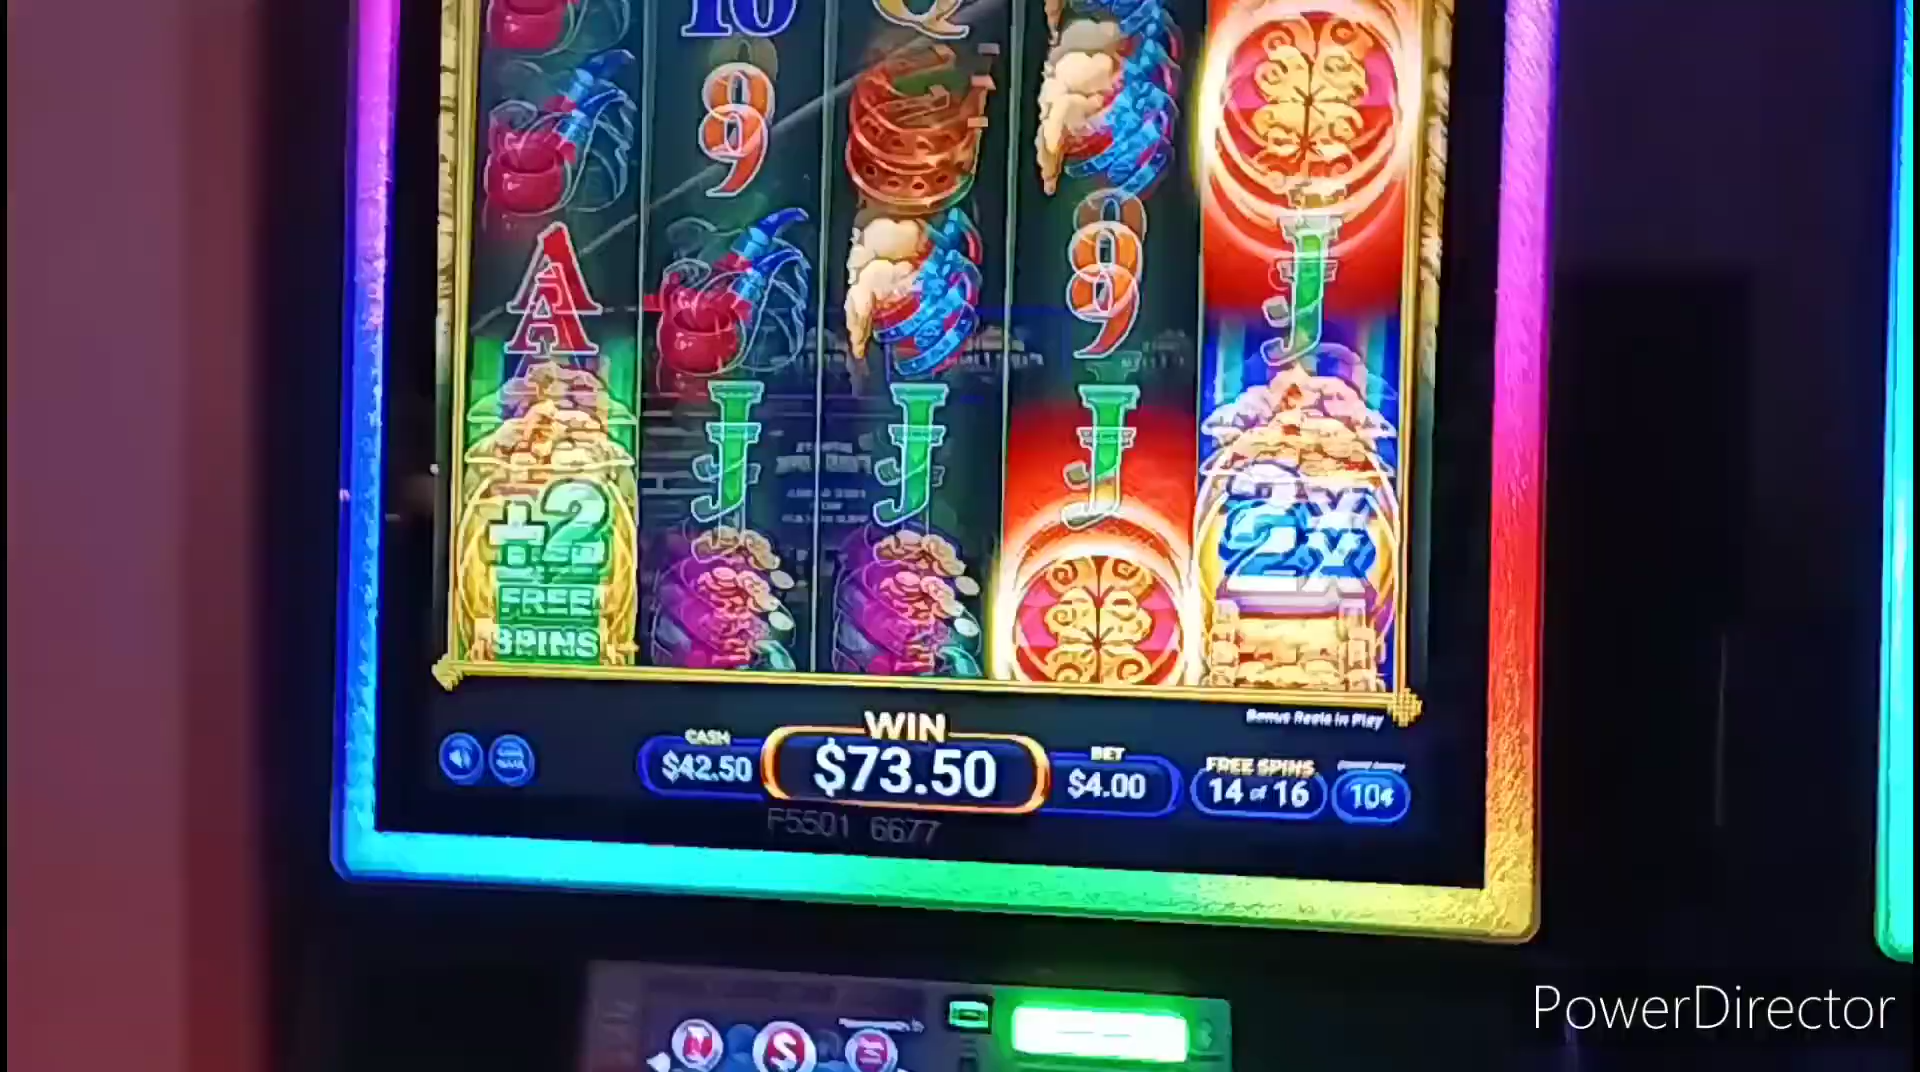 10
Q
9
9
A
J
J
J
J
+2
FREE
SPINS
2X
Bonus Reels in Play
CASH
$42.50
WIN
$73.50
BET
$4.00
FREE SPINS
14 of 16
10¢
F5501 6677
PowerDirector